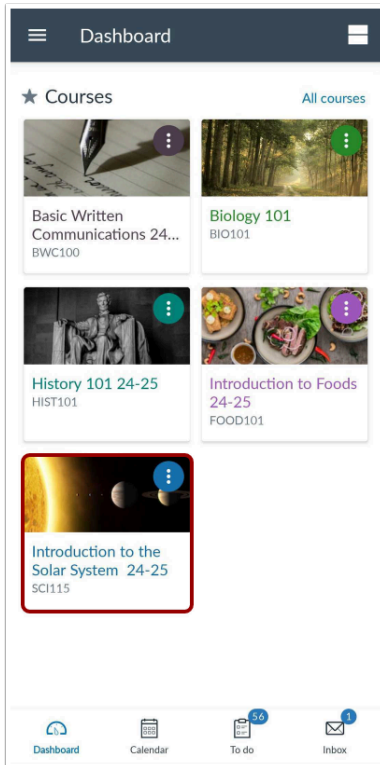 Dashboard
Courses
All courses
Basic Written
Communications 24...
BWC100
Biology 101
BIO101
History 101 24-25
HIST101
Introduction to Foods
24-25
FOOD101
Introduction to the
Solar System 24-25
SCI115
56
1
Dashboard
Calendar
To do
Inbox